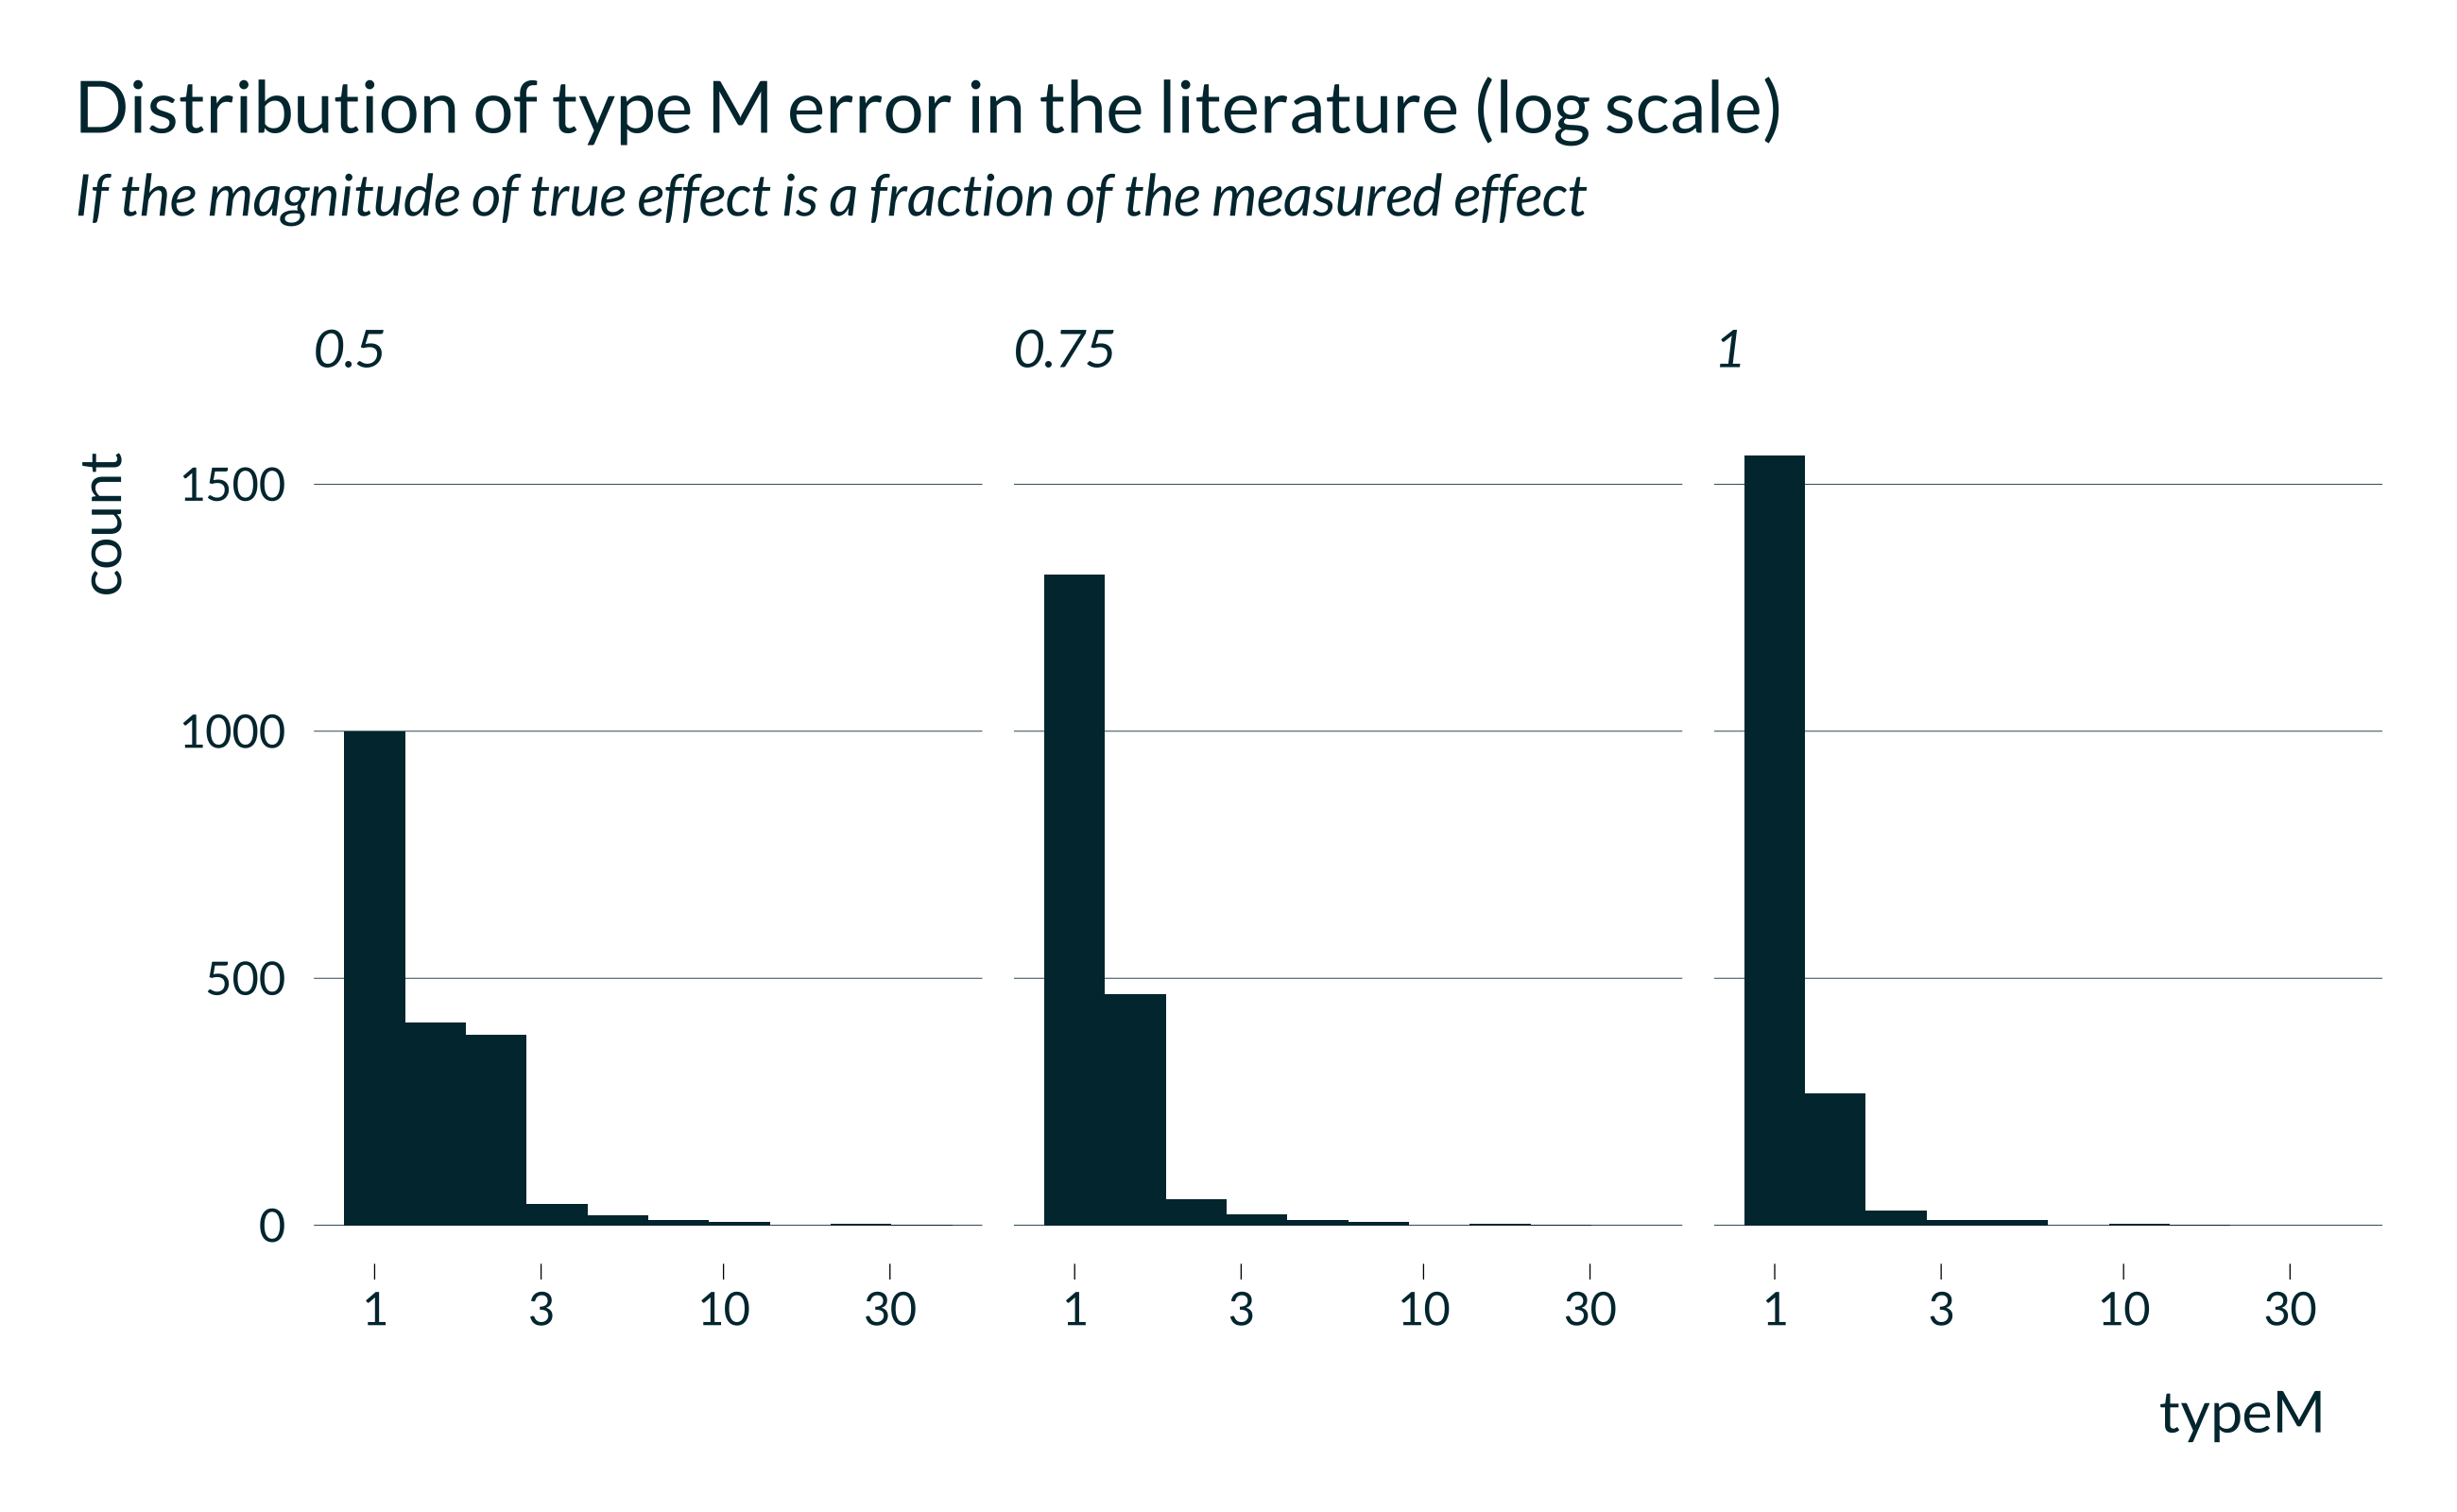 Distribution of type M error in the literature (log scale)
If the magnitude of true effect is a fraction of the measured effect
0.5 0.75 1
count
1500
1000
500
0
1 3 10 30 1 3 10 30 1 3 10 30
typeM